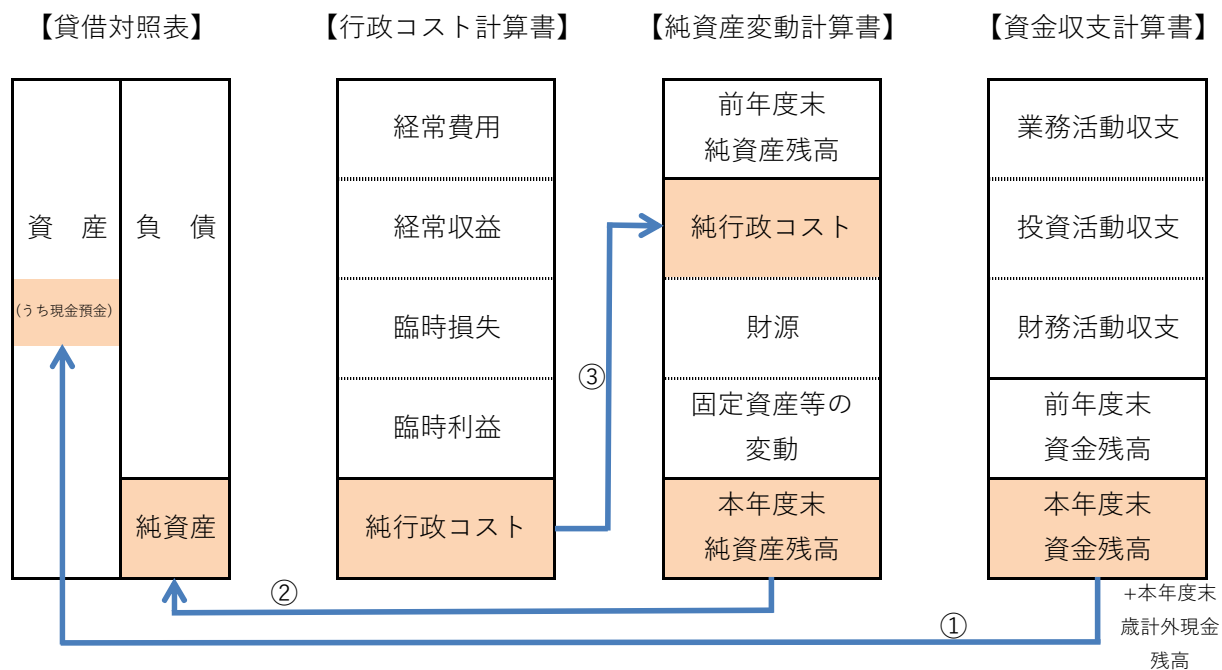 【貸借対照表】
資　産
(うち現金預金)
負　債
純資産
【行政コスト計算書】
経常費用
経常収益
臨時損失
臨時利益
純行政コスト
【純資産変動計算書】
前年度末
純資産残高
純行政コスト
財源
固定資産等の
変動
本年度末
純資産残高
【資金収支計算書】
業務活動収支
投資活動収支
財務活動収支
前年度末
資金残高
本年度末
資金残高
+本年度末
歳計外現金
残高
③
②
①